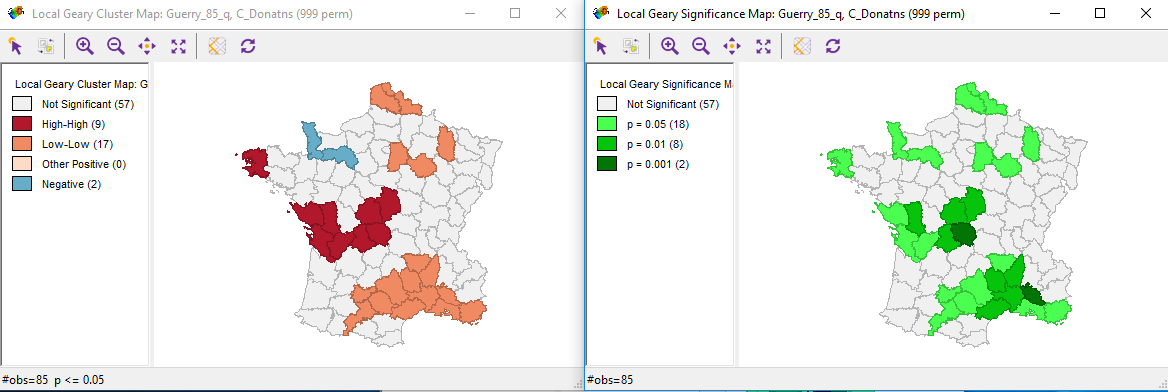 Local Geary Cluster Map: Guerry_85_q, C_Donatns (999 perm)
Local Geary Cluster Map: G
Not Significant (57)
High-High (9)
Low-Low (17)
Other Positive (0)
Negative (2)
#obs=85 p <= 0.05
Local Geary Significance Map: Guerry_85_q, C_Donatns (999 perm)
Local Geary Significance M
Not Significant (57)
p = 0.05 (18)
p = 0.01 (8)
p = 0.001 (2)
#obs=85